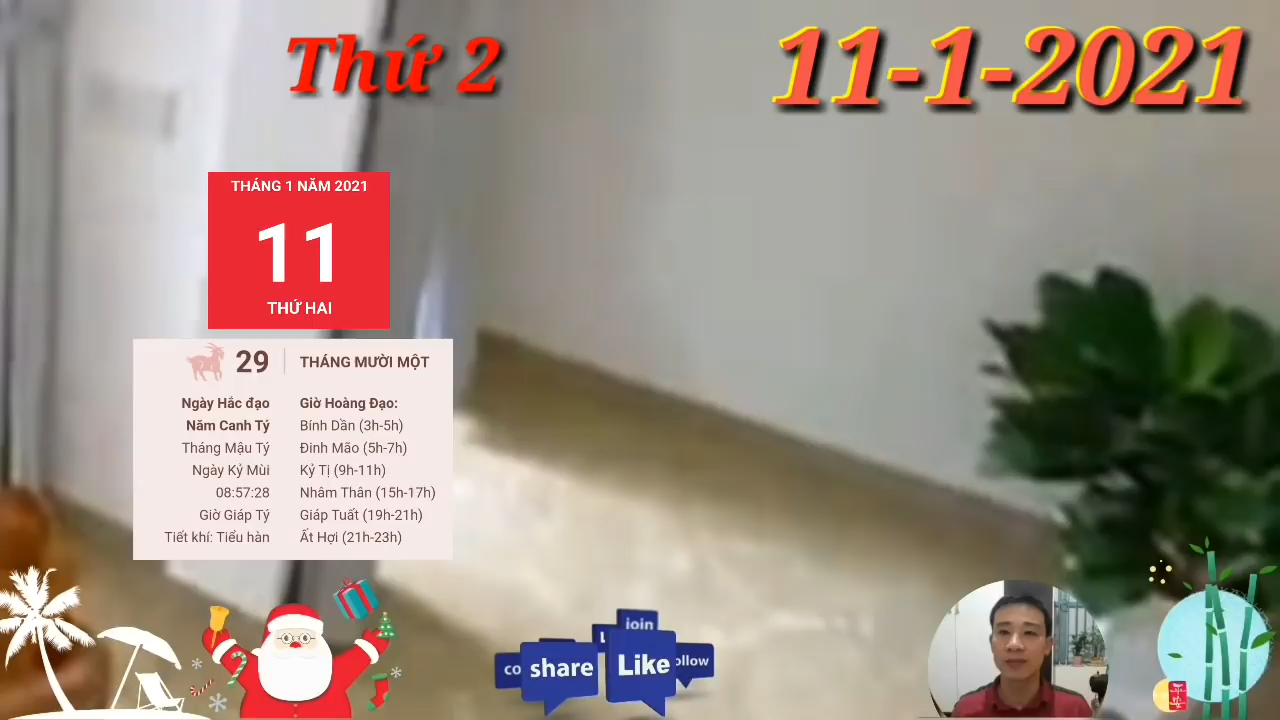 Thứ 2
11-1-2021
THÁNG 1 NĂM 2021
11
THỨ HAI
29
THÁNG MƯỜI MỘT
Ngày Hắc đạo
Năm Canh Tý
Tháng Mậu Tý
Ngày Kỷ Mùi
08:57:28
Giờ Giáp Tý
Tiết khí: Tiểu hàn
Giờ Hoàng Đạo:
Bính Dần (3h-5h)
Đinh Mão (5h-7h)
Kỷ Tị (9h-11h)
Nhâm Thân (15h-17h)
Giáp Tuất (19h-21h)
Ất Hợi (21h-23h)
join
co
share
Like
ollow